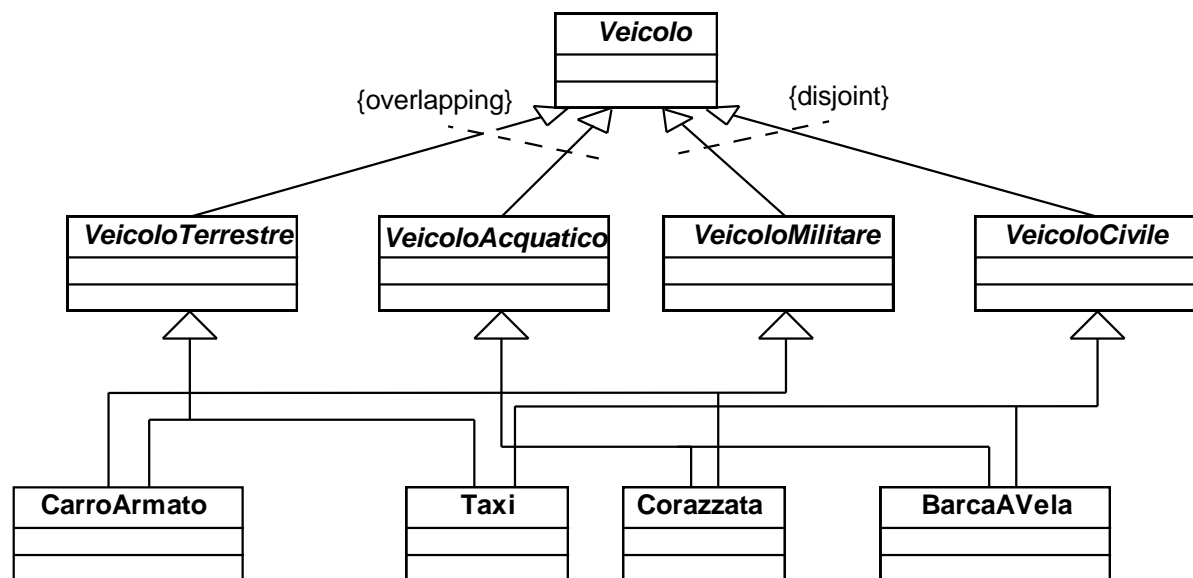 Veicolo
{overlapping}
{disjoint}
VeicoloTerrestre
VeicoloAcquatico
VeicoloMilitare
VeicoloCivile
CarroArmato
Taxi
Corazzata
BarcaAVela